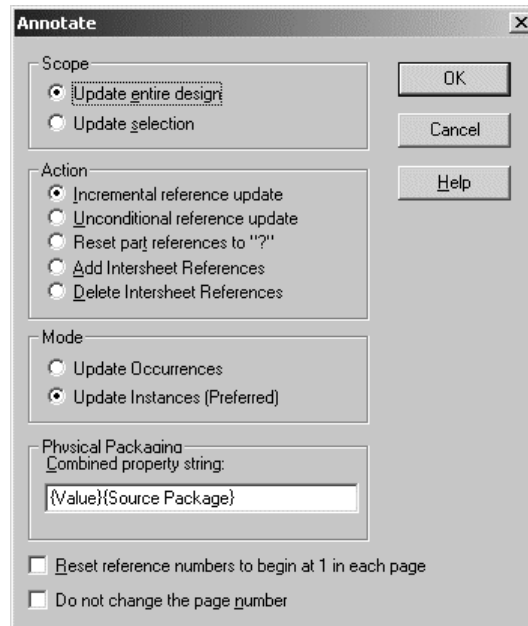 Annotate
Scope
Update entire design
Update selection
OK
Cancel
Help
Action
Incremental reference update
Unconditional reference update
Reset part references to "?"
Add Intersheet References
Delete Intersheet References
Mode
Update Occurrences
Update Instances (Preferred)
Physical Packaging
Combined property string:
{Value}{Source Package}
Reset reference numbers to begin at 1 in each page
Do not change the page number